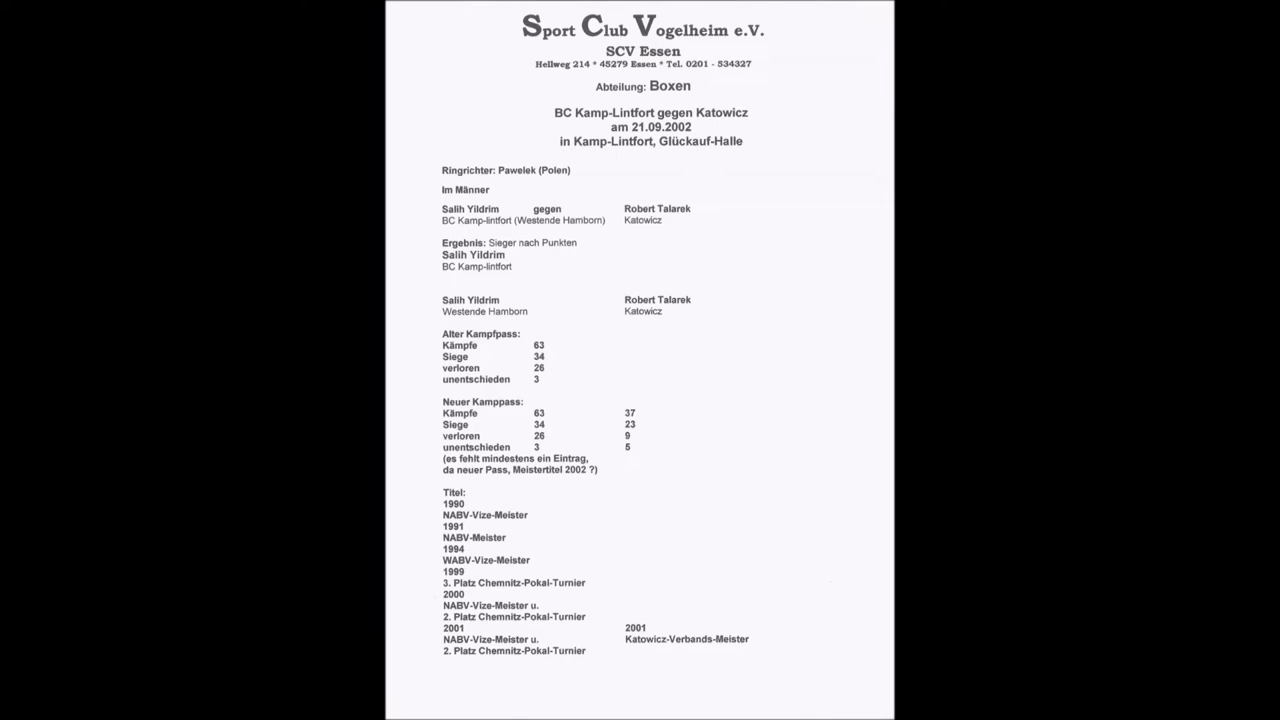 Sport Club Vogelheim e.V.
SCV Essen
Hellweg 214 * 45279 Essen * Tel. 0201 - 534327
Abteilung: Boxen
BC Kamp-Lintfort gegen Katowicz
am 21.09.2002
in Kamp-Lintfort, Glückauf-Halle
Ringrichter: Pawelek (Polen)
Im Männer
Salih Yildrim gegen Robert Talarek
BC Kamp-lintfort (Westende Hamborn) Katowicz
Ergebnis: Sieger nach Punkten
Salih Yildrim
BC Kamp-lintfort
Salih Yildrim Robert Talarek
Westende Hamborn Katowicz
Alter Kampfpass:
Kämpfe 63
Siege 34
verloren 26
unentschieden 3
Neuer Kamppass:
Kämpfe 63 37
Siege 34 23
verloren 26 9
unentschieden 3 5
(es fehlt mindestens ein Eintrag,
da neuer Pass, Meistertitel 2002 ?)
Titel:
1990
NABV-Vize-Meister
1991
NABV-Meister
1994
WABV-Vize-Meister
1999
3. Platz Chemnitz-Pokal-Turnier
2000
NABV-Vize-Meister u.
2. Platz Chemnitz-Pokal-Turnier
2001 2001
NABV-Vize-Meister u. Katowicz-Verbands-Meister
2. Platz Chemnitz-Pokal-Turnier